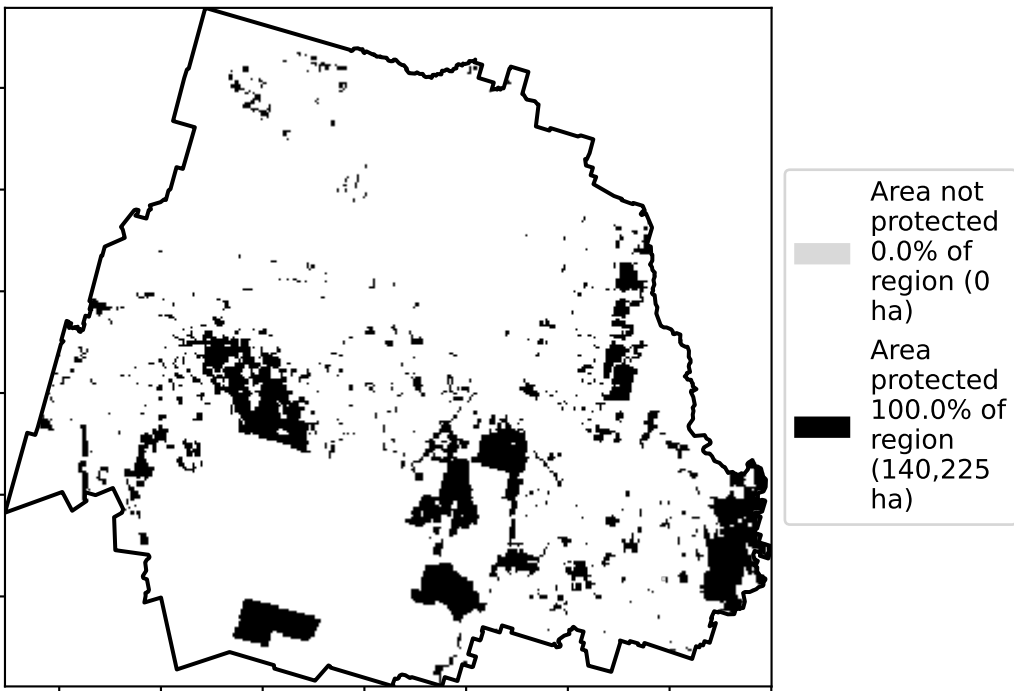 Area not
protected
0.0% of
region (0
ha)
Area
protected
100.0% of
region
(140,225
ha)